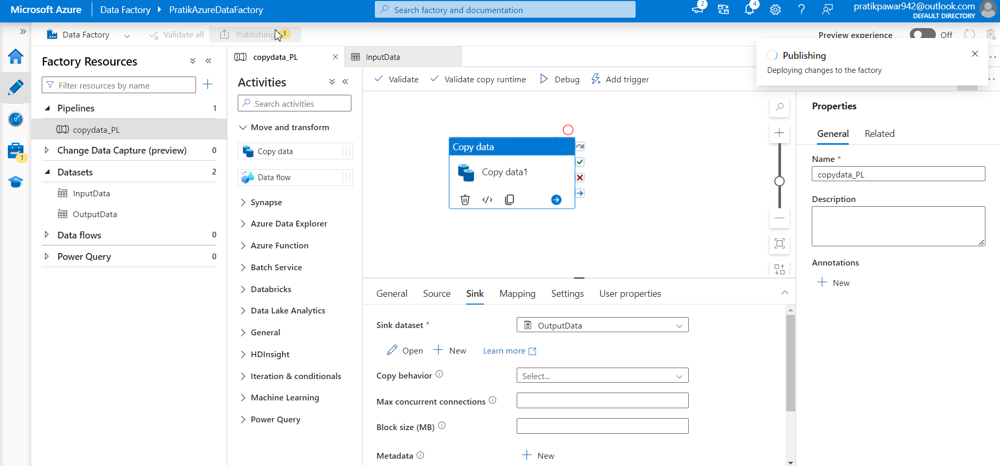 Microsoft Azure
Data Factory
PratikAzureDataFactory
Search factory and documentation
2
4
pratikpawar942@outlook.com
DEFAULT DIRECTORY
Data Factory
Validate all
Publishing
1
Preview experience
Off
Publishing
Deploying changes to the factory
Factory Resources
Filter resources by name
Pipelines
1
copydata_PL
Change Data Capture (preview)
0
Datasets
2
InputData
OutputData
Data flows
0
Power Query
0
1
copydata_PL
InputData
Activities
Search activities
Move and transform
Copy data
Data flow
Synapse
Azure Data Explorer
Azure Function
Batch Service
Databricks
Data Lake Analytics
General
HDInsight
Iteration & conditionals
Machine Learning
Power Query
Validate
Validate copy runtime
Debug
Add trigger
Copy data
Copy data1
General
Source
Sink
Mapping
Settings
User properties
Sink dataset *
OutputData
Open
New
Learn more
Copy behavior
Select...
Max concurrent connections
Block size (MB)
Metadata
New
Properties
General
Related
Name *
copydata_PL
Description
Annotations
New